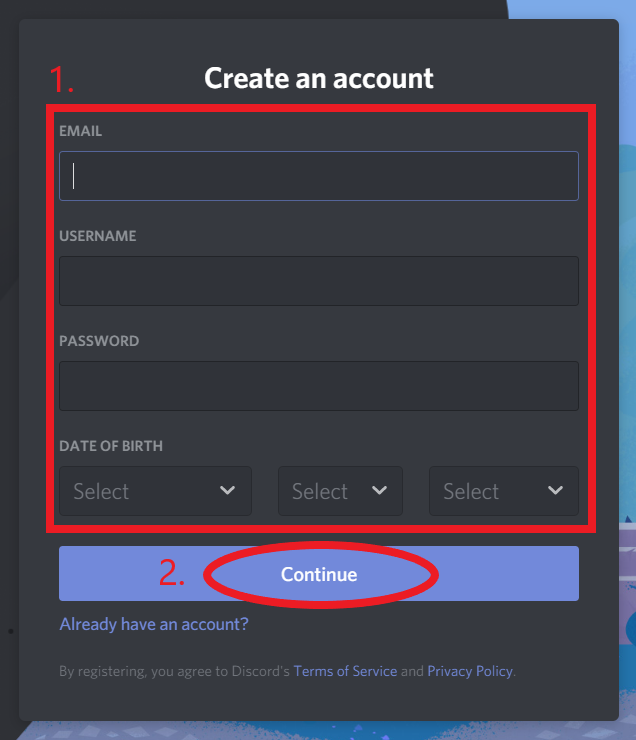 1.
Create an account
EMAIL
USERNAME
PASSWORD
DATE OF BIRTH
Select Select Select
2. Continue
Already have an account?
By registering, you agree to Discord's Terms of Service and Privacy Policy.